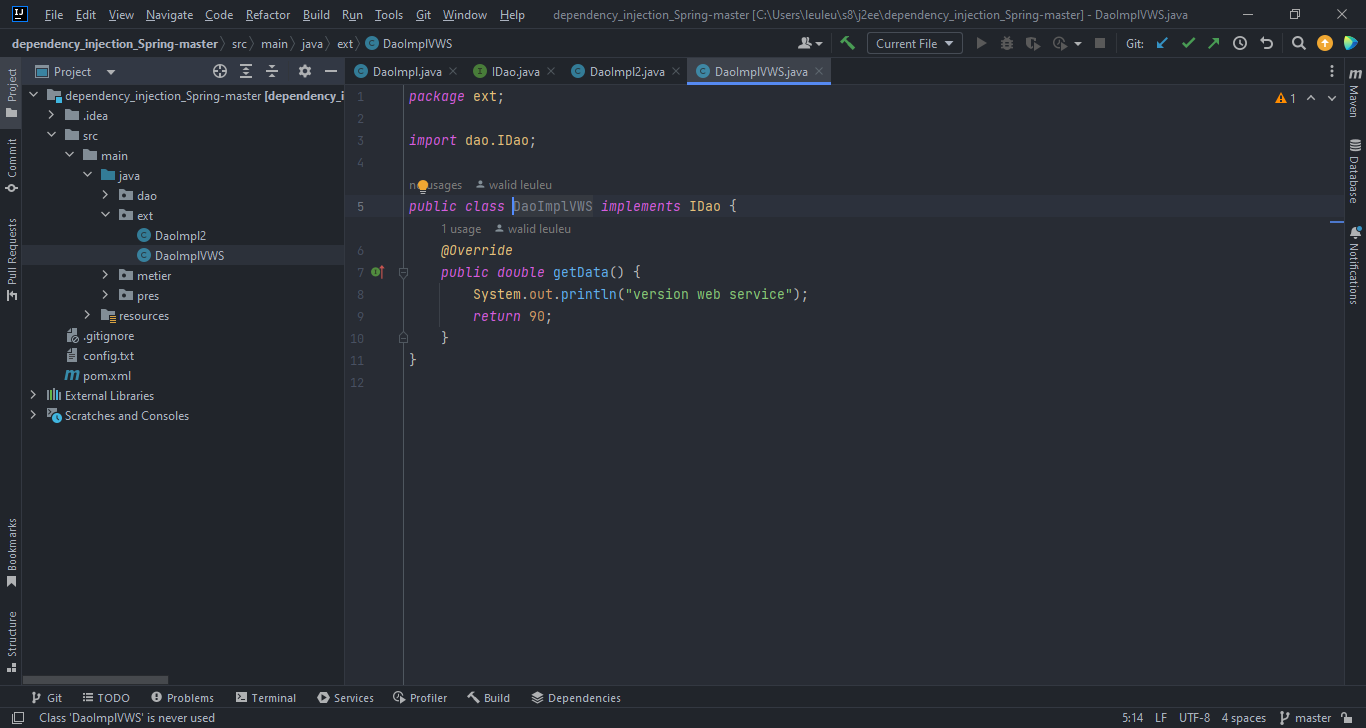 File Edit View Navigate Code Refactor Build Run Tools Git Window Help dependency_injection_Spring-master [C:\Users\leuleu\s8\j2ee\dependency_injection_Spring-master] - DaoImplVWS.java
dependency_injection_Spring-master src main java ext DaoImplVWS Current File Git:
Project
DaoImpl.java IDao.java DaoImpl2.java DaoImplVWS.java
dependency_injection_Spring-master [dependency_i
.idea
src
main
java
dao
ext
DaoImpl2
DaoImplVWS
metier
pres
resources
.gitignore
config.txt
pom.xml
External Libraries
Scratches and Consoles
1 package ext;
2
3 import dao.IDao;
4
usages walid leuleu
5 public class DaoImplVWS implements IDao {
1 usage walid leuleu
6 @Override
7 public double getData() {
8 System.out.println("version web service");
9 return 90;
10 }
11 }
12
1
Project
Commit
Pull Requests
Bookmarks
Structure
m
Maven
Database
Notifications
Git TODO Problems Terminal Services Profiler Build Dependencies
Class 'DaoImplVWS' is never used 5:14 LF UTF-8 4 spaces master